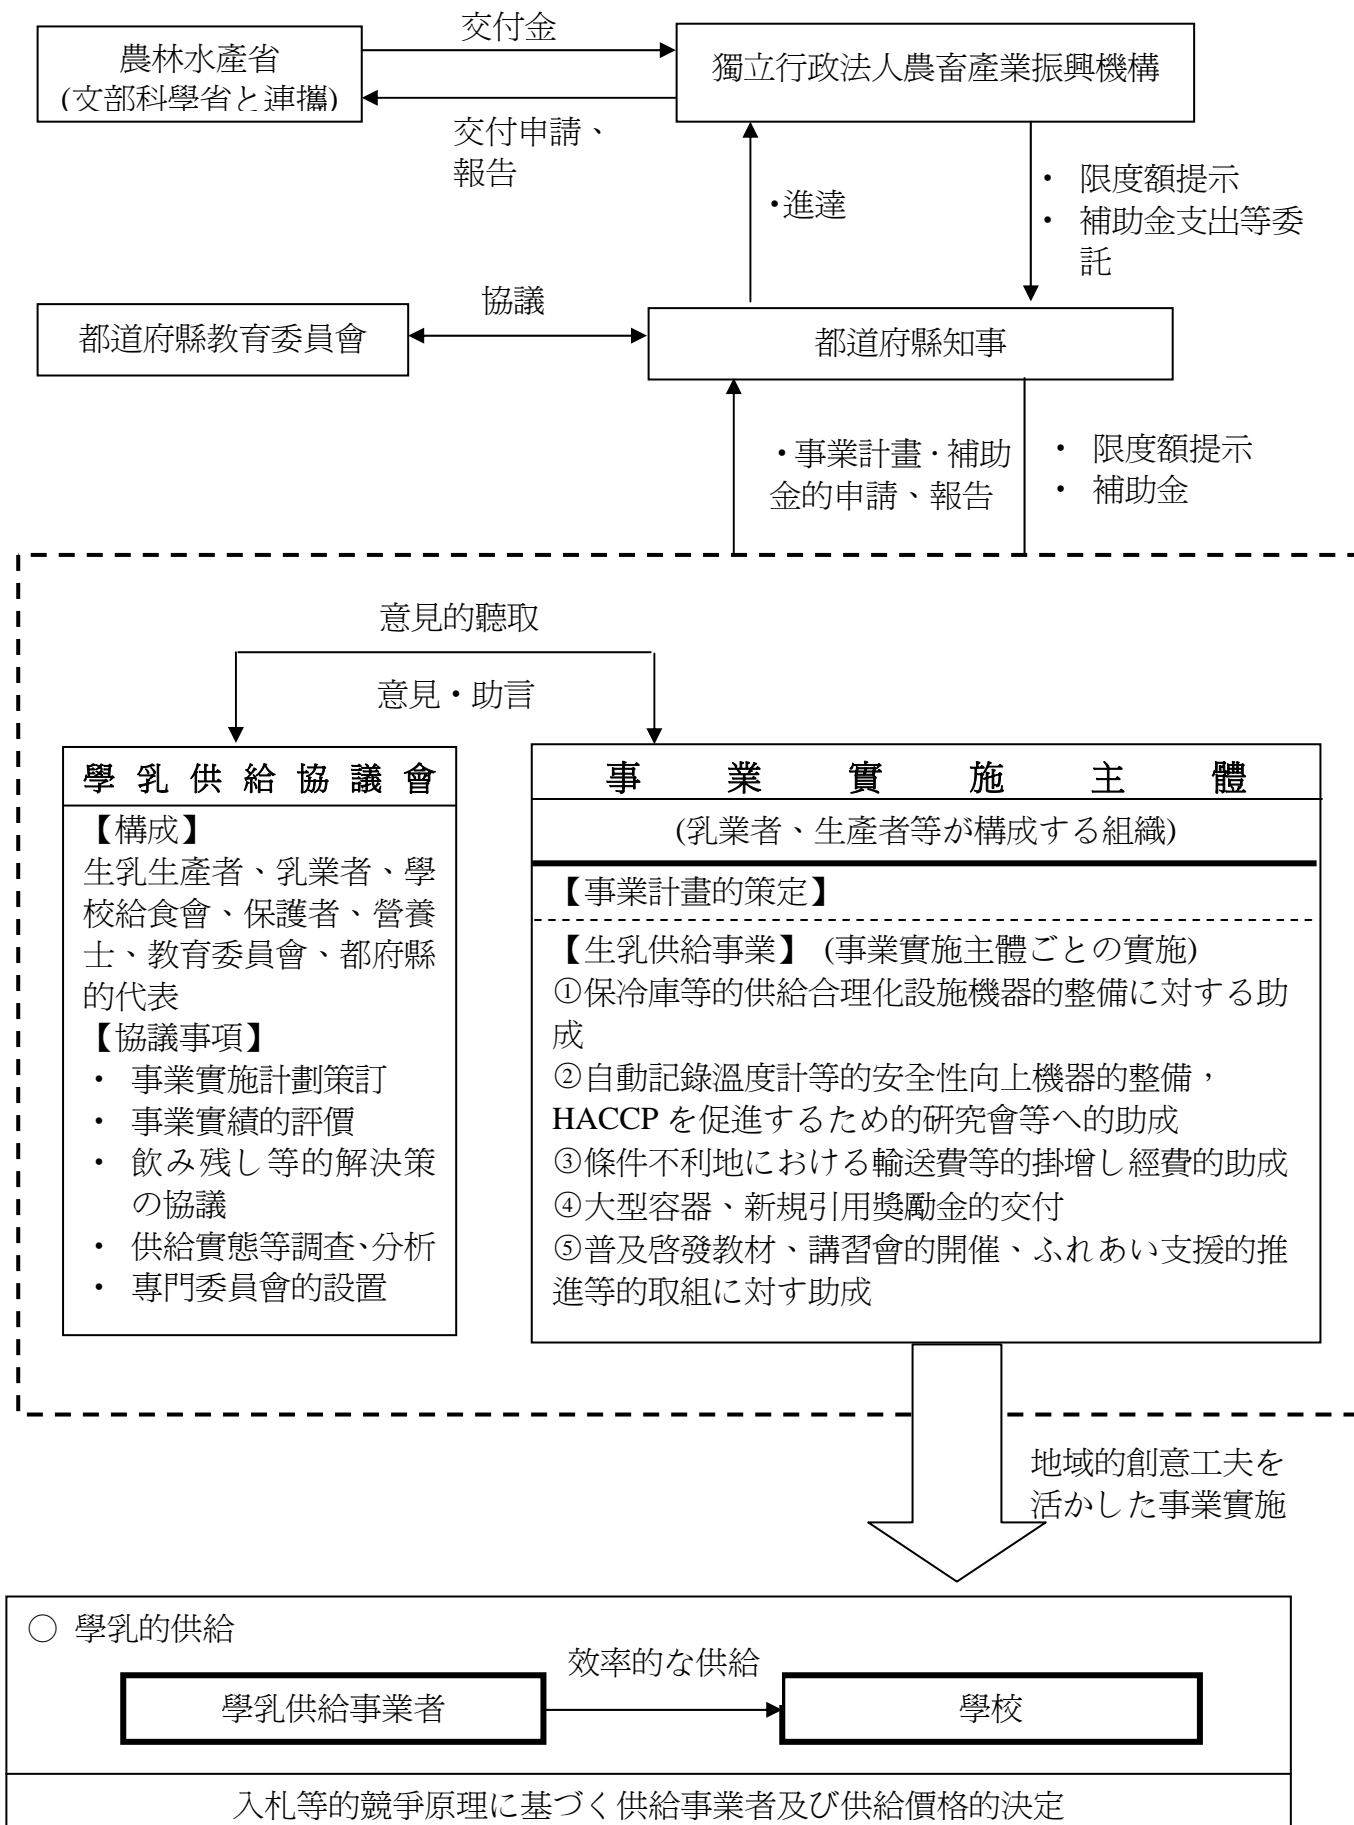 交付金
農林水產省
(文部科學省と連攜)
獨立行政法人農畜產業振興機構
交付申請、
報告
・進達
・ 限度額提示
・ 補助金支出等委
託
協議
都道府縣教育委員會
都道府縣知事
・事業計畫・補助
金的申請、報告
・ 限度額提示
・ 補助金
意見的聽取
意見・助言
學乳供給協議會
【構成】
生乳生產者、乳業者、學
校給食會、保護者、營養
士、教育委員會、都府縣
的代表
【協議事項】
・ 事業實施計劃策訂
・ 事業實績的評價
・ 飲み残し等的解決策
の協議
・ 供給實態等調查、分析
・ 專門委員會的設置
事業實施主體
(乳業者、生產者等が構成する組織)
【事業計畫的策定】
【生乳供給事業】 (事業實施主體ごとの實施)
①保冷庫等的供給合理化設施機器的整備に対する助
成
②自動記錄溫度計等的安全性向上機器的整備，
HACCP を促進するため的研究會等へ的助成
③條件不利地における輸送費等的掛增し經費的助成
④大型容器、新規引用獎勵金的交付
⑤普及啓發教材、講習會的開催、ふれあい支援的推
進等的取組に対す助成
地域的創意工夫を
活かした事業實施
○ 學乳的供給
效率的な供給
學乳供給事業者
學校
入札等的競爭原理に基づく供給事業者及び供給價格的決定